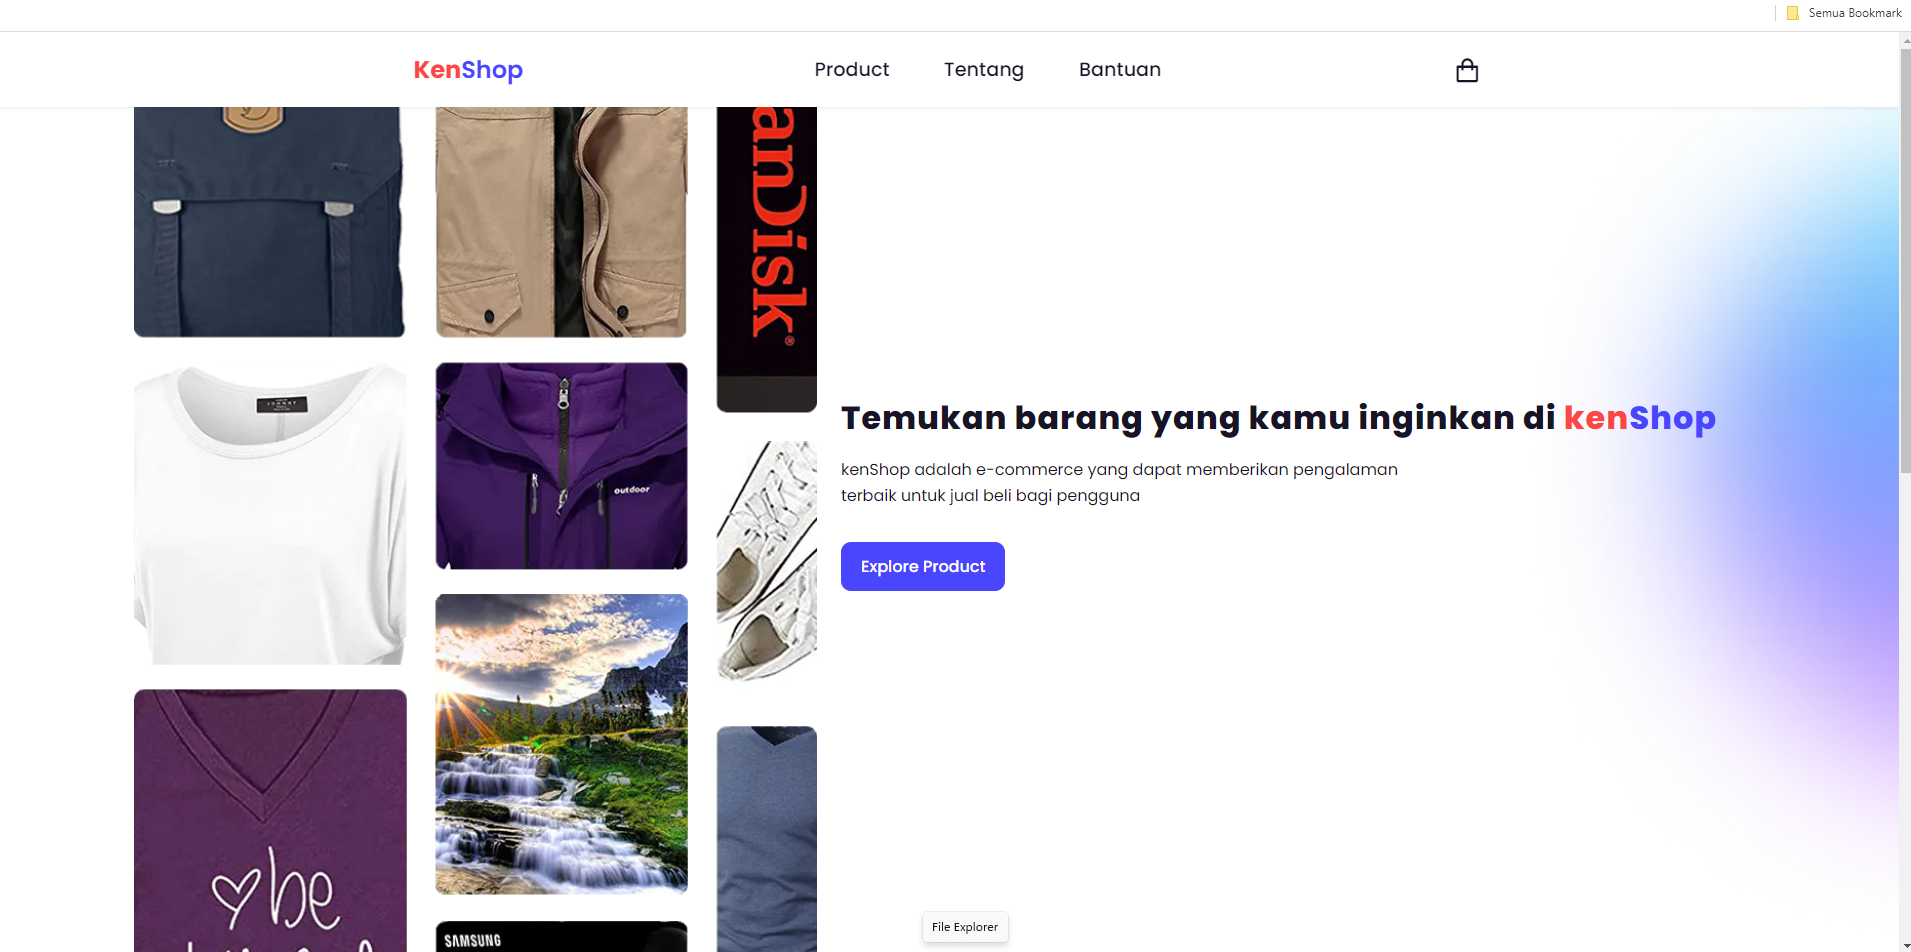 Semua Bookmark
KenShop
Product
Tentang
Bantuan
anDisk®
JOHNNY
outdoor
Temukan barang yang kamu inginkan di kenShop
kenShop adalah e-commerce yang dapat memberikan pengalaman
terbaik untuk jual beli bagi pengguna
Explore Product
be
SAMSUNG
File Explorer